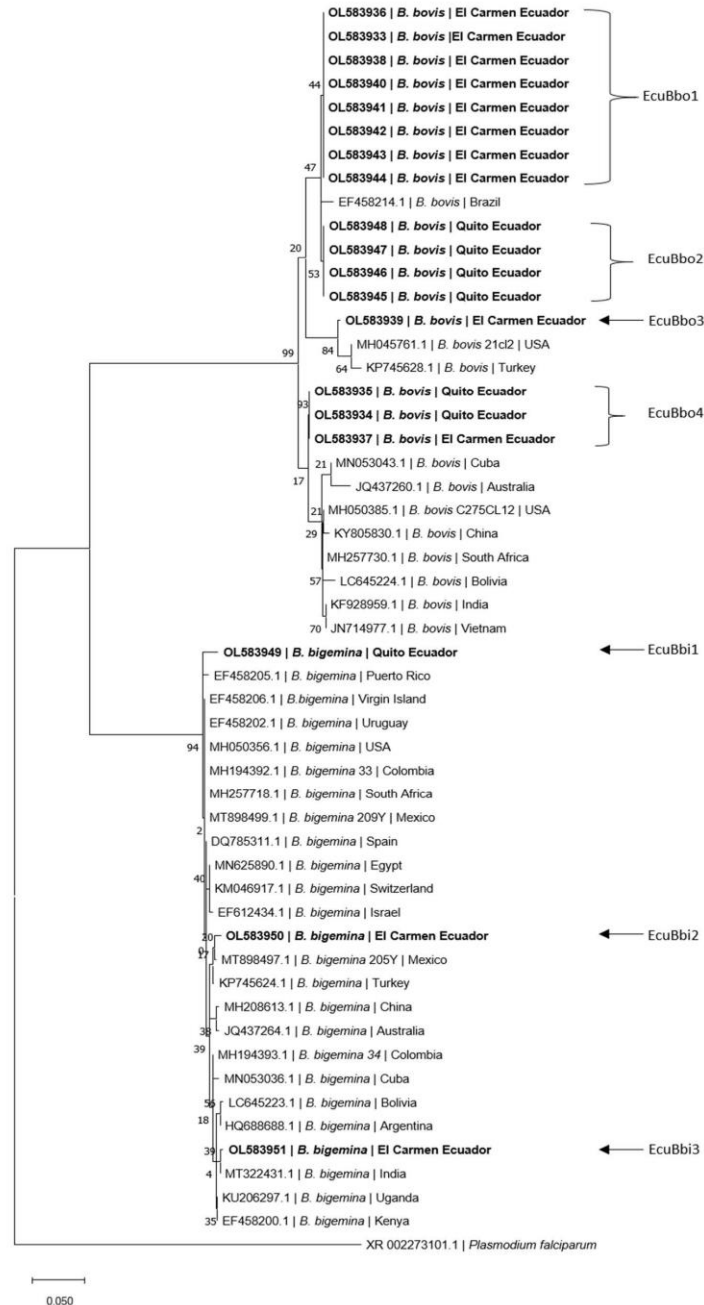 OL583936 | B. bovis | El Carmen Ecuador
OL583933 | B. bovis |El Carmen Ecuador
OL583938 | B. bovis | El Carmen Ecuador
44
OL583940 | B. bovis | El Carmen Ecuador
EcuBbo1
OL583941 | B. bovis | El Carmen Ecuador
OL583942 | B. bovis | El Carmen Ecuador
OL583943 | B. bovis | El Carmen Ecuador
47
OL583944 | B. bovis | El Carmen Ecuador
EF458214.1 | B. bovis | Brazil
OL583948 | B. bovis | Quito Ecuador
20
OL583947 | B. bovis | Quito Ecuador
EcuBbo2
53
OL583946 | B. bovis | Quito Ecuador
OL583945 | B. bovis | Quito Ecuador
OL583939 | B. bovis | El Carmen Ecuador
EcuBbo3
84
MH045761.1 | B. bovis 21cl2 | USA
99
64
KP745628.1 | B. bovis | Turkey
OL583935 | B. bovis | Quito Ecuador
93
OL583934 | B. bovis | Quito Ecuador
EcuBbo4
OL583937 | B. bovis | El Carmen Ecuador
21
MN053043.1 | B. bovis | Cuba
17
JQ437260.1 | B. bovis | Australia
21
MH050385.1 | B. bovis C275CL12 | USA
29
KY805830.1 | B. bovis | China
MH257730.1 | B. bovis | South Africa
57
LC645224.1 | B. bovis | Bolivia
KF928959.1 | B. bovis | India
70
JN714977.1 | B. bovis | Vietnam
OL583949 | B. bigemina | Quito Ecuador
EcuBbi1
EF458205.1 | B. bigemina | Puerto Rico
EF458206.1 | B.bigemina | Virgin Island
EF458202.1 | B. bigemina | Uruguay
94
MH050356.1 | B. bigemina | USA
MH194392.1 | B. bigemina 33 | Colombia
MH257718.1 | B. bigemina | South Africa
MT898499.1 | B. bigemina 209Y | Mexico
2
DQ785311.1 | B. bigemina | Spain
MN625890.1 | B. bigemina | Egypt
40
KM046917.1 | B. bigemina | Switzerland
EF612434.1 | B. bigemina | Israel
20
OL583950 | B. bigemina | El Carmen Ecuador
EcuBbi2
0
17
MT898497.1 | B. bigemina 205Y | Mexico
KP745624.1 | B. bigemina | Turkey
MH208613.1 | B. bigemina | China
38
JQ437264.1 | B. bigemina | Australia
39
MH194393.1 | B. bigemina 34 | Colombia
MN053036.1 | B. bigemina | Cuba
LC645223.1 | B. bigemina | Bolivia
18
HQ688688.1 | B. bigemina | Argentina
39
OL583951 | B. bigemina | El Carmen Ecuador
EcuBbi3
4
MT322431.1 | B. bigemina | India
KU206297.1 | B. bigemina | Uganda
35
EF458200.1 | B. bigemina | Kenya
XR 002273101.1 | Plasmodium falciparum
0.050